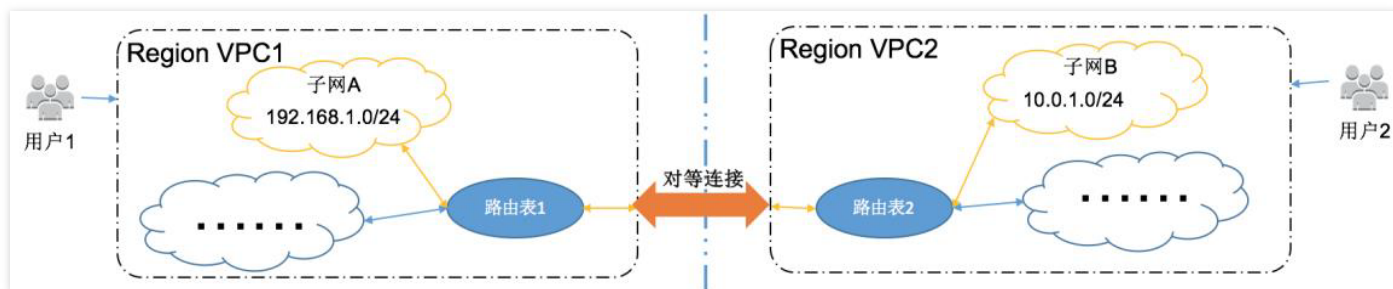 Region VPC1
子网A
192.168.1.0/24
用户1
路由表1
对等连接
Region VPC2
子网B
10.0.1.0/24
用户2
路由表2